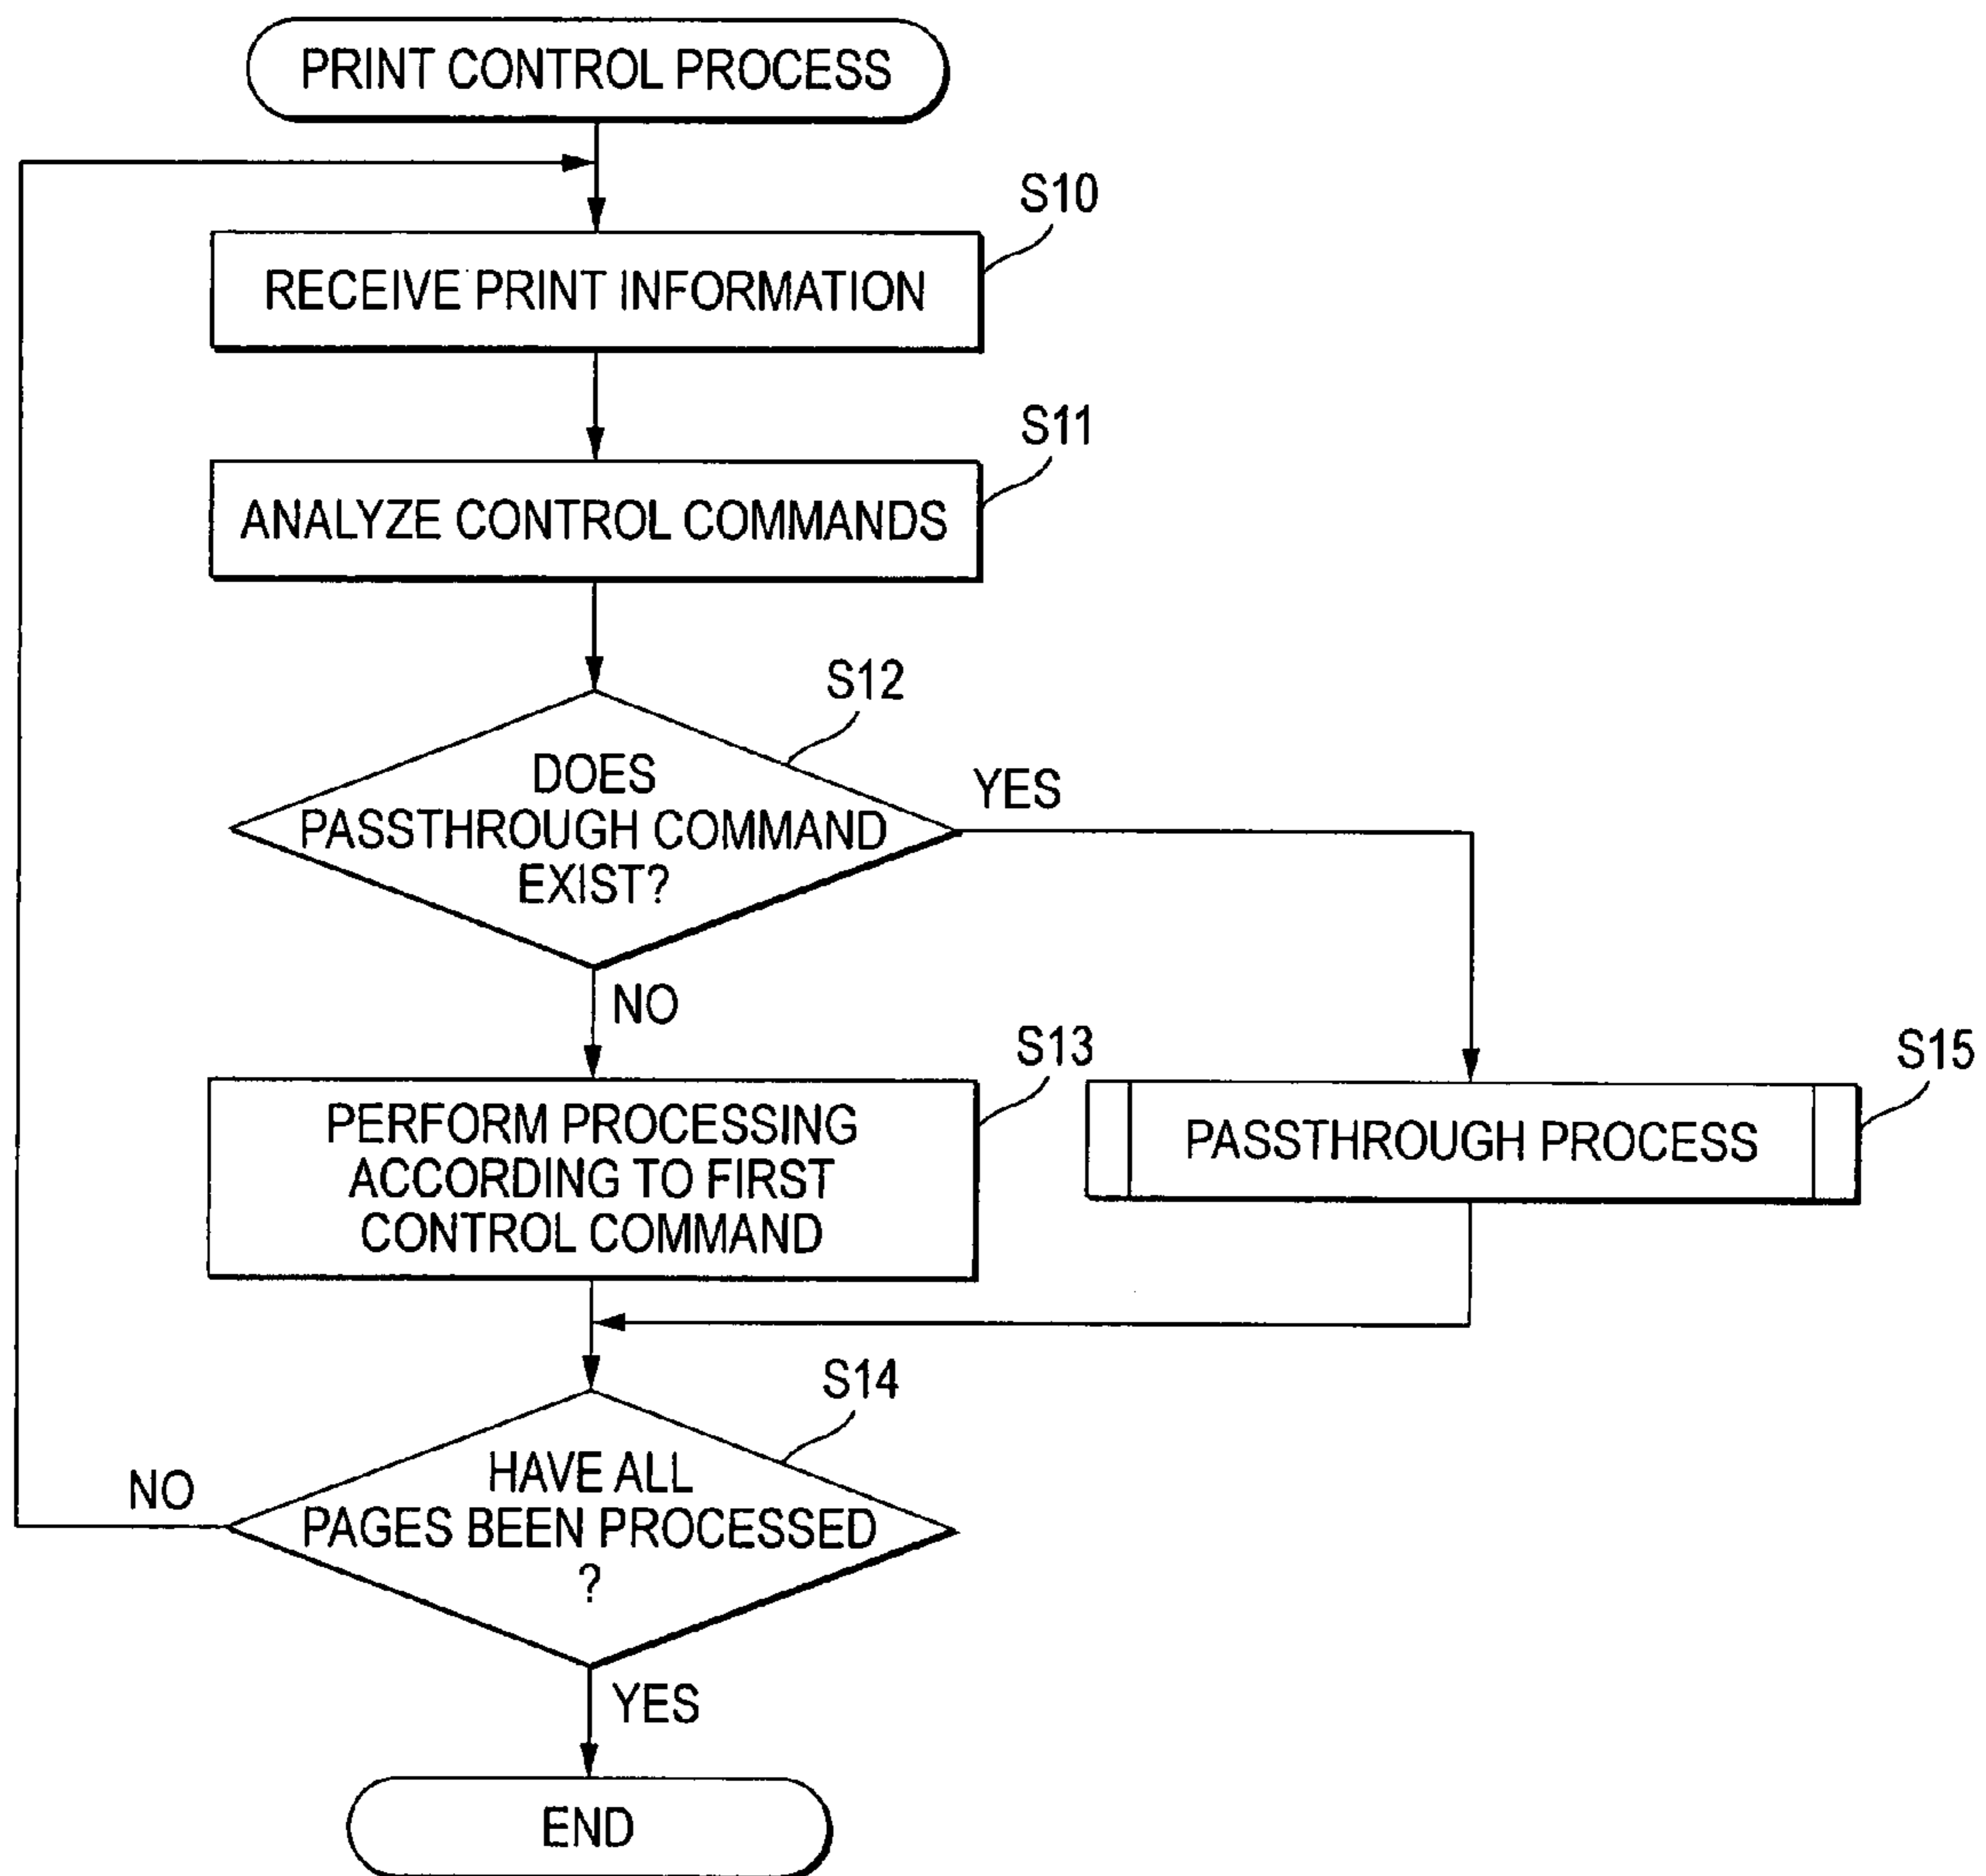 PRINT CONTROL PROCESS
S10
RECEIVE PRINT INFORMATION
S11
ANALYZE CONTROL COMMANDS
S12
DOES
PASSTHROUGH COMMAND
EXIST?
YES
NO
S13
PERFORM PROCESSING
ACCORDING TO FIRST
CONTROL COMMAND
S15
PASSTHROUGH PROCESS
S14
HAVE ALL
PAGES BEEN PROCESSED
?
NO
YES
END